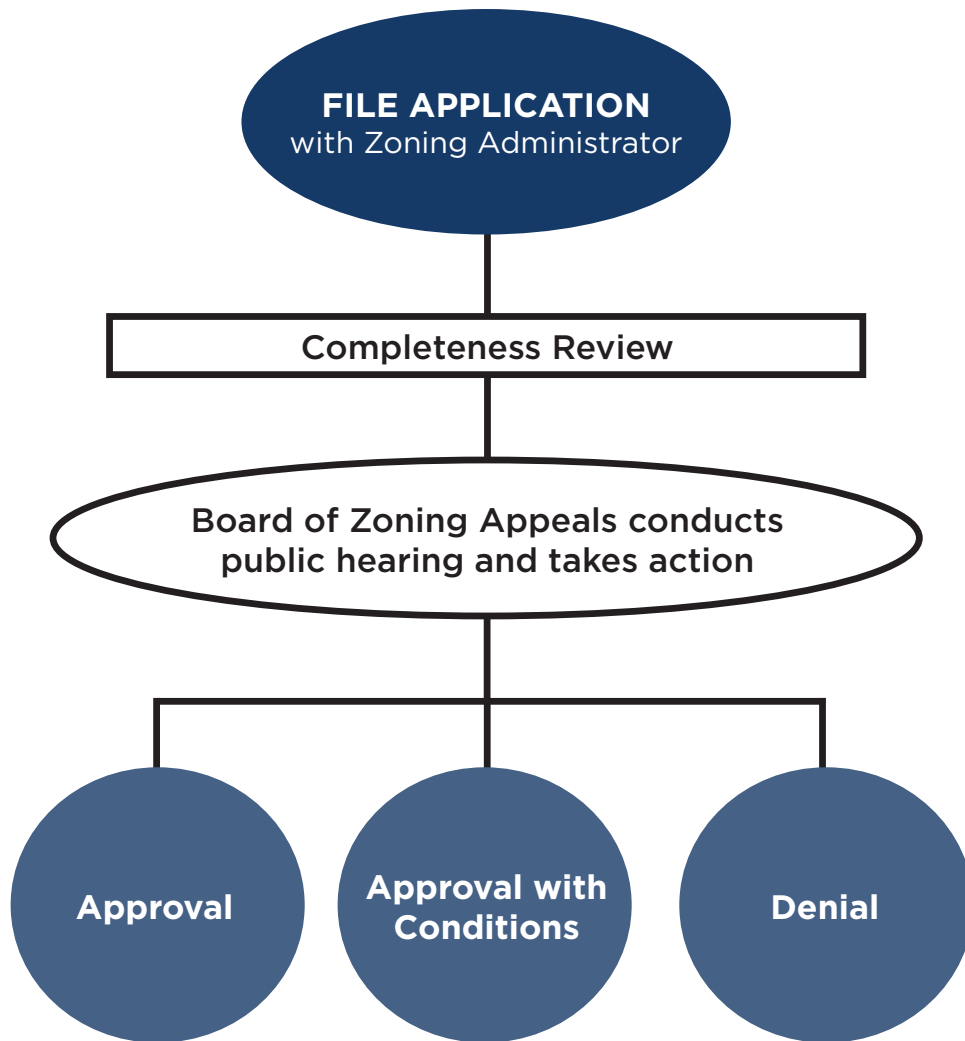 FILE APPLICATION
with Zoning Administrator
Completeness Review
Board of Zoning Appeals conducts
public hearing and takes action
Approval
Approval with
Conditions
Denial